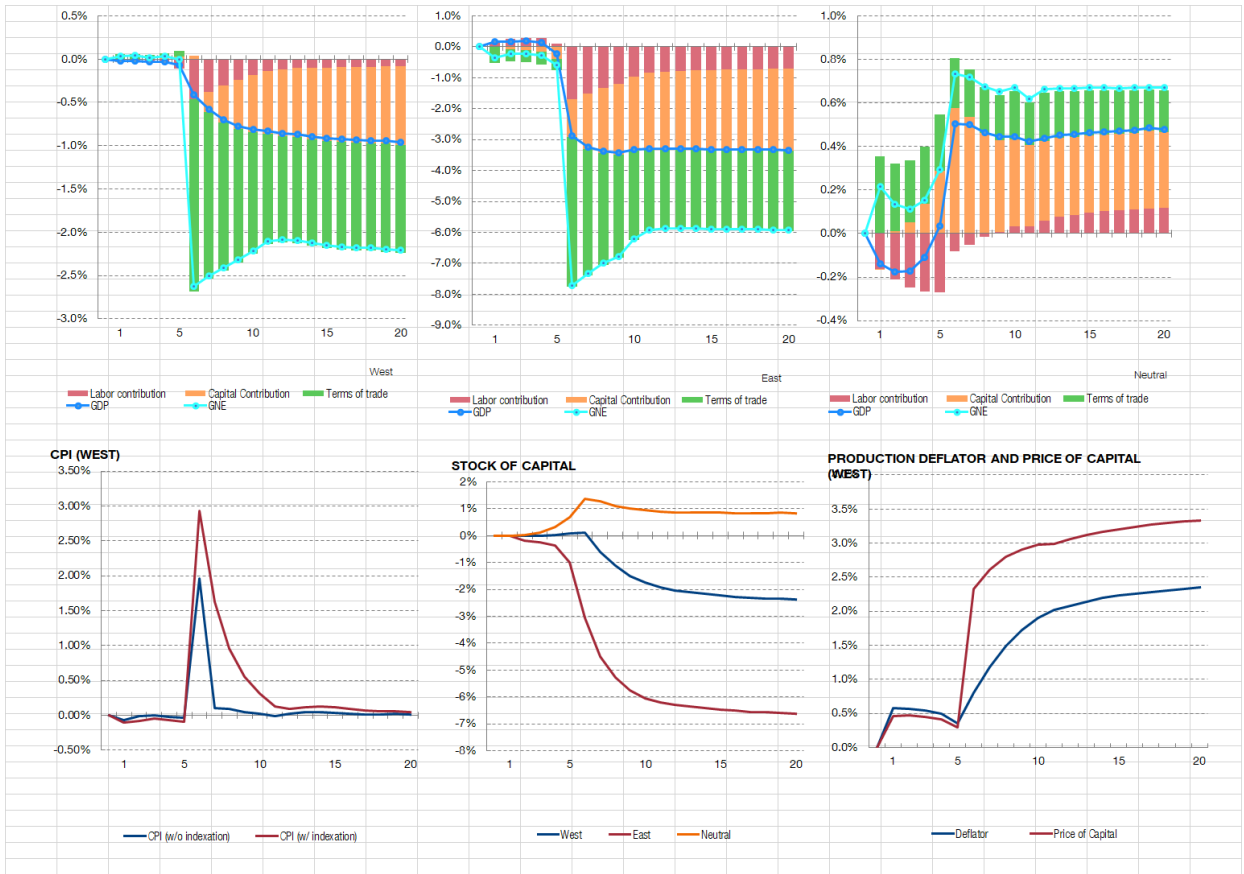 0.5%
0.0%
-0.5%
-1.0%
-1.5%
-2.0%
-2.5%
-3.0%
1 5 10 15 20
West
Labor contribution Capital Contribution Terms of trade
GDP GNE
1.0%
0.0%
-1.0%
-2.0%
-3.0%
-4.0%
-5.0%
-6.0%
-7.0%
-8.0%
-9.0%
1 5 10 15 20
East
Labor contribution Capital Contribution Terms of trade
GDP GNE
1.0%
0.8%
0.6%
0.4%
0.2%
0.0%
-0.2%
-0.4%
1 5 10 15 20
Neutral
Labor contribution Capital Contribution Terms of trade
GDP GNE
CPI (WEST)
3.50%
3.00%
2.50%
2.00%
1.50%
1.00%
0.50%
0.00%
-0.50%
1 5 10 15 20
CPI (w/o indexation) CPI (w/ indexation)
STOCK OF CAPITAL
2%
1%
0%
-1%
-2%
-3%
-4%
-5%
-6%
-7%
-8%
1 5 10 15 20
West East Neutral
PRODUCTION DEFLATOR AND PRICE OF CAPITAL
(WEST)
3.5%
3.0%
2.5%
2.0%
1.5%
1.0%
0.5%
0.0%
1 5 10 15 20
Deflator Price of Capital